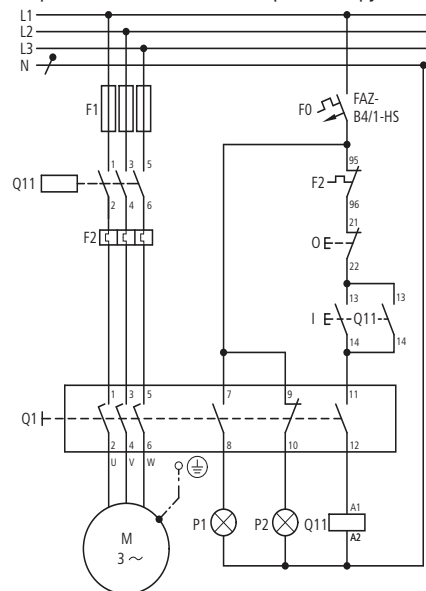 L1
L2
L3
N
F1
F0
FAZ-
B4/1-HS
1 3 5
Q11
2 4 6
95
F2
96
F2
21
O E
22
13 13
I E Q11
14 14
1 3 5 7 9 11
Q1
2 4 6 8 10 12
U V W
P1 P2 Q11
A1
A2
M
3 ~